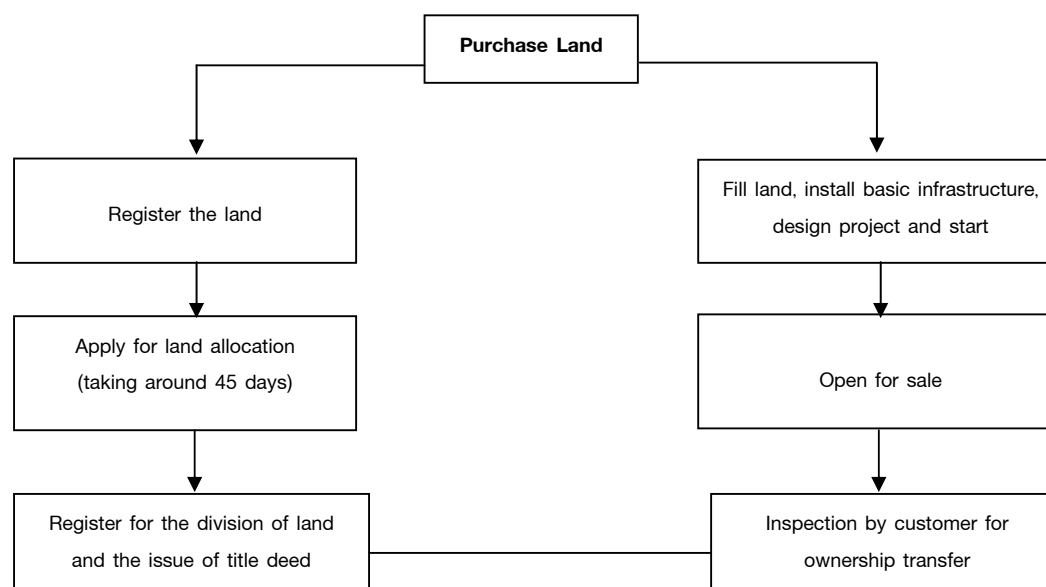 Purchase Land
Register the land
Fill land, install basic infrastructure,
design project and start
Apply for land allocation
(taking around 45 days)
Open for sale
Register for the division of land
and the issue of title deed
Inspection by customer for
ownership transfer